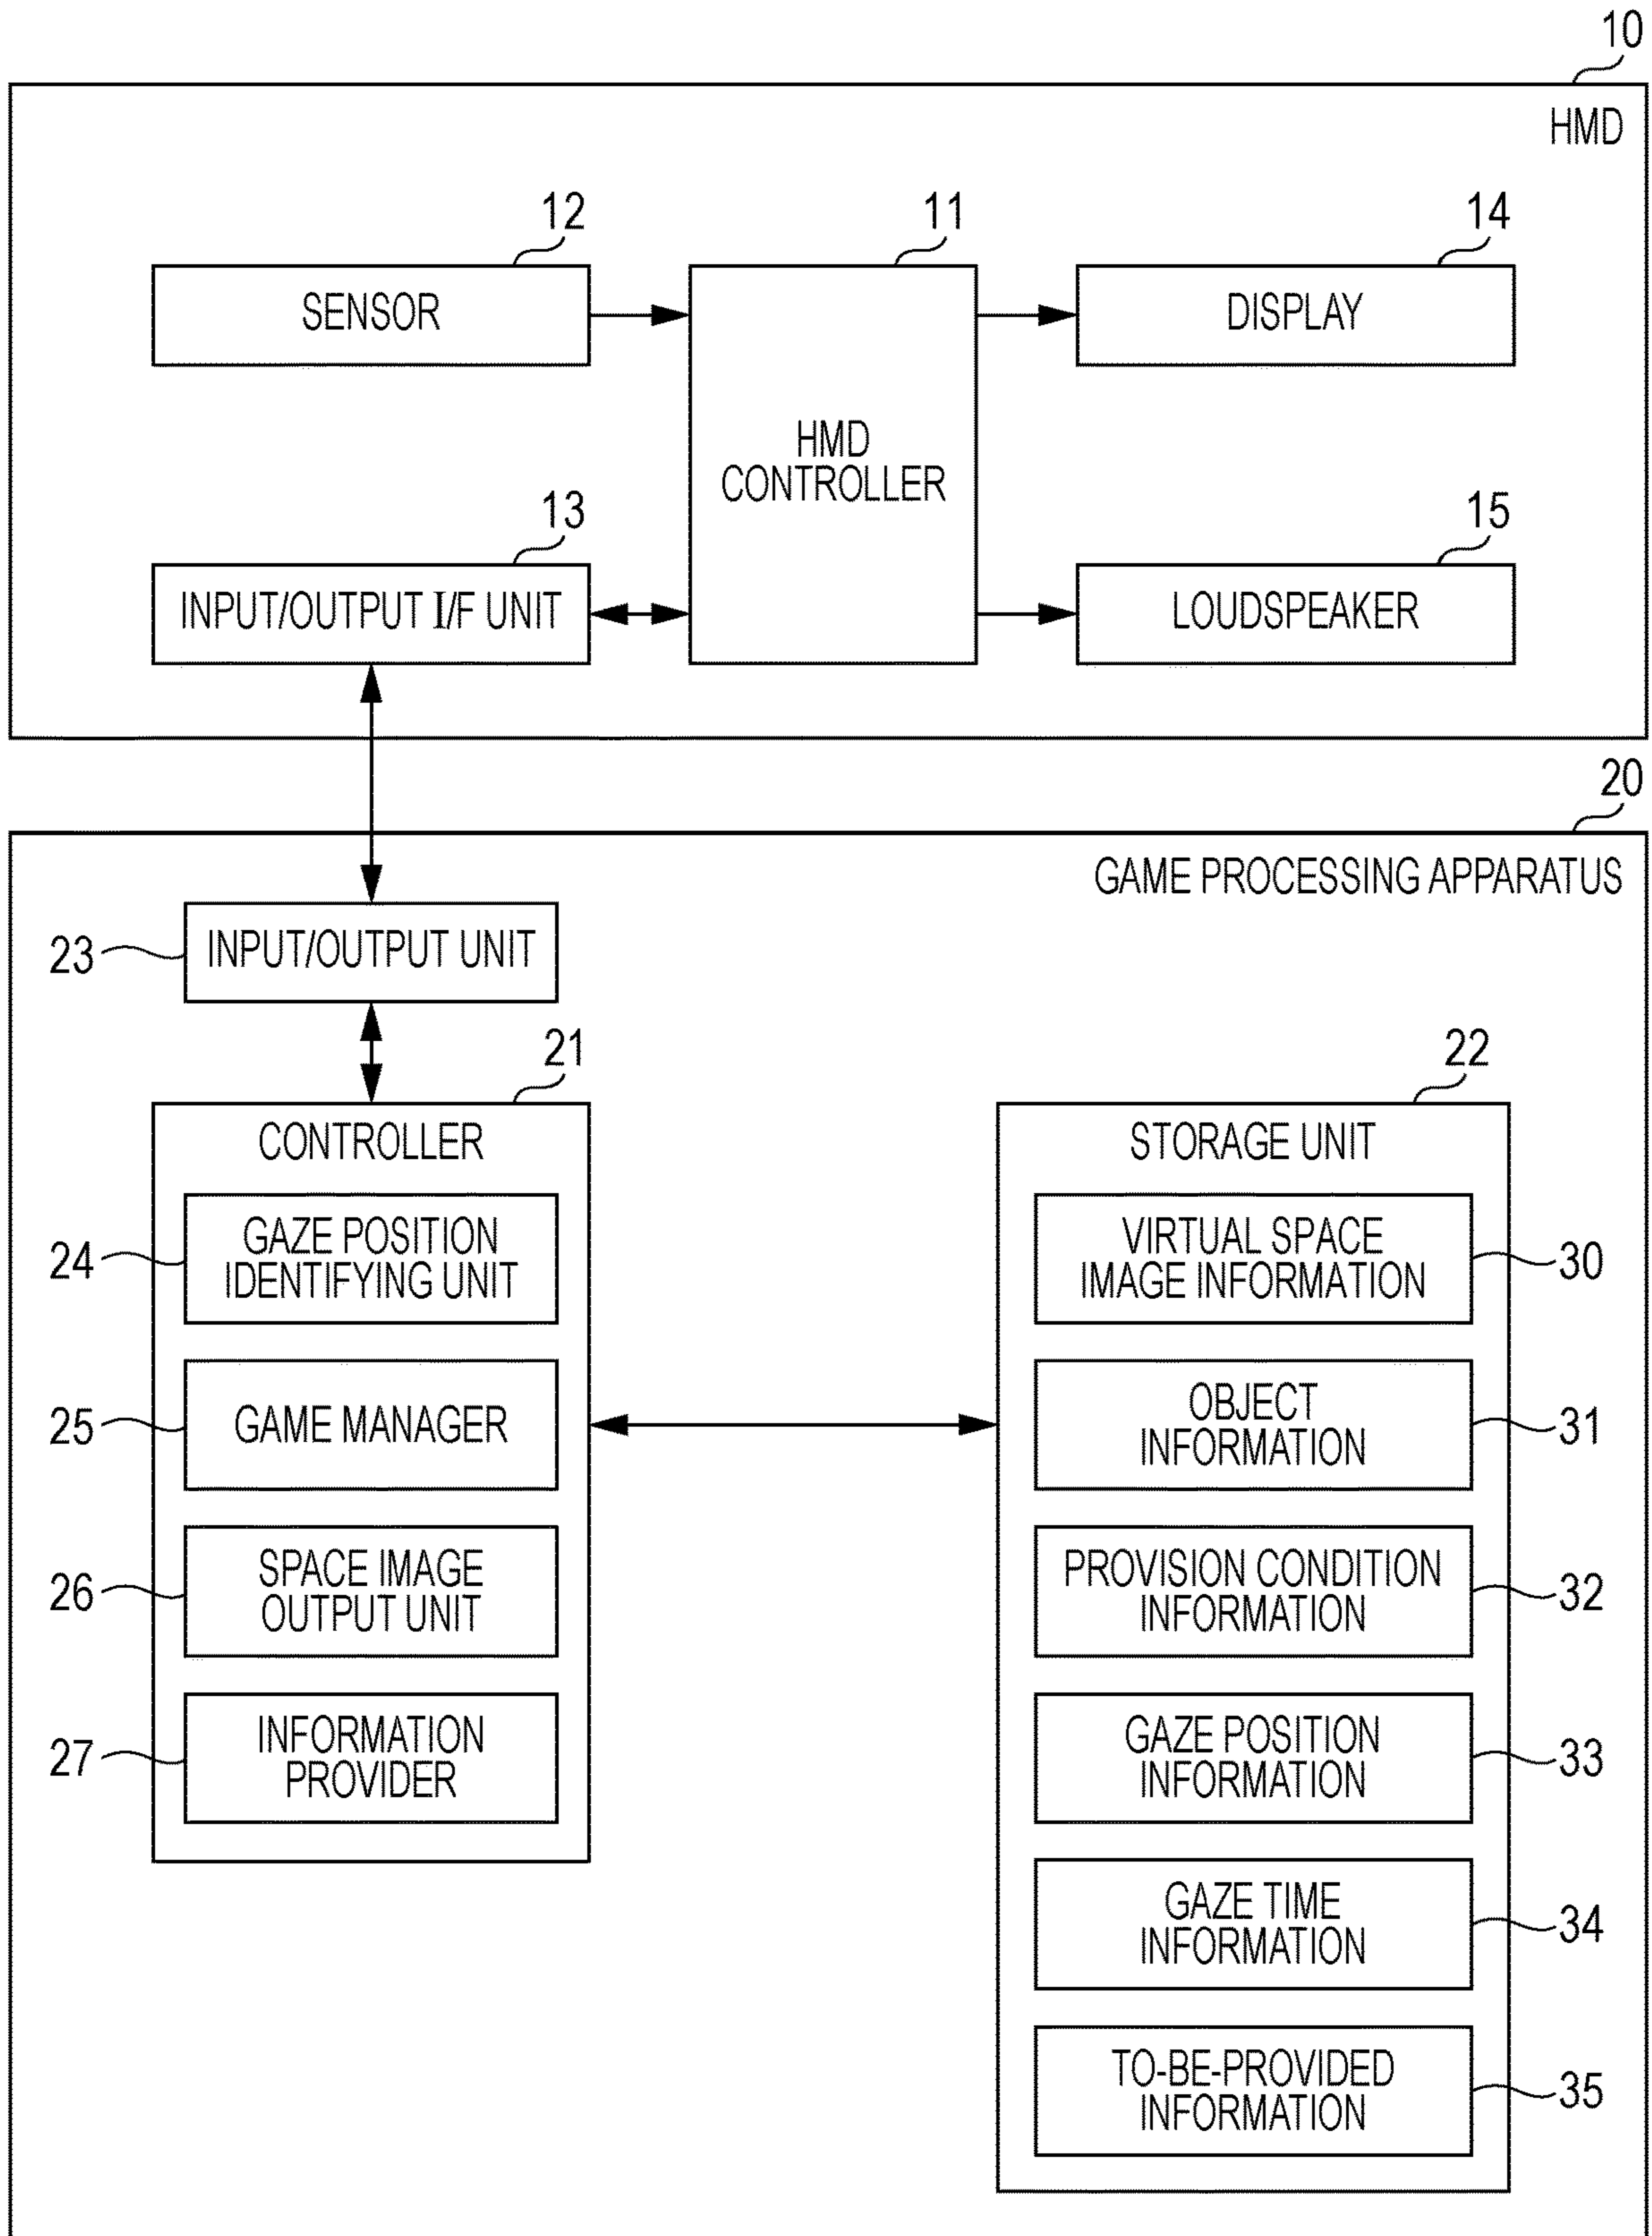 10
HMD
12
11
14
SENSOR
DISPLAY
HMD
CONTROLLER
13
15
INPUT/OUTPUT I/F UNIT
LOUDSPEAKER
20
GAME PROCESSING APPARATUS
23
INPUT/OUTPUT UNIT
21
22
CONTROLLER
24
GAZE POSITION
IDENTIFYING UNIT
25
GAME MANAGER
26
SPACE IMAGE
OUTPUT UNIT
27
INFORMATION
PROVIDER
STORAGE UNIT
VIRTUAL SPACE
IMAGE INFORMATION
30
OBJECT
INFORMATION
31
PROVISION CONDITION
INFORMATION
32
GAZE POSITION
INFORMATION
33
GAZE TIME
INFORMATION
34
TO-BE-PROVIDED
INFORMATION
35